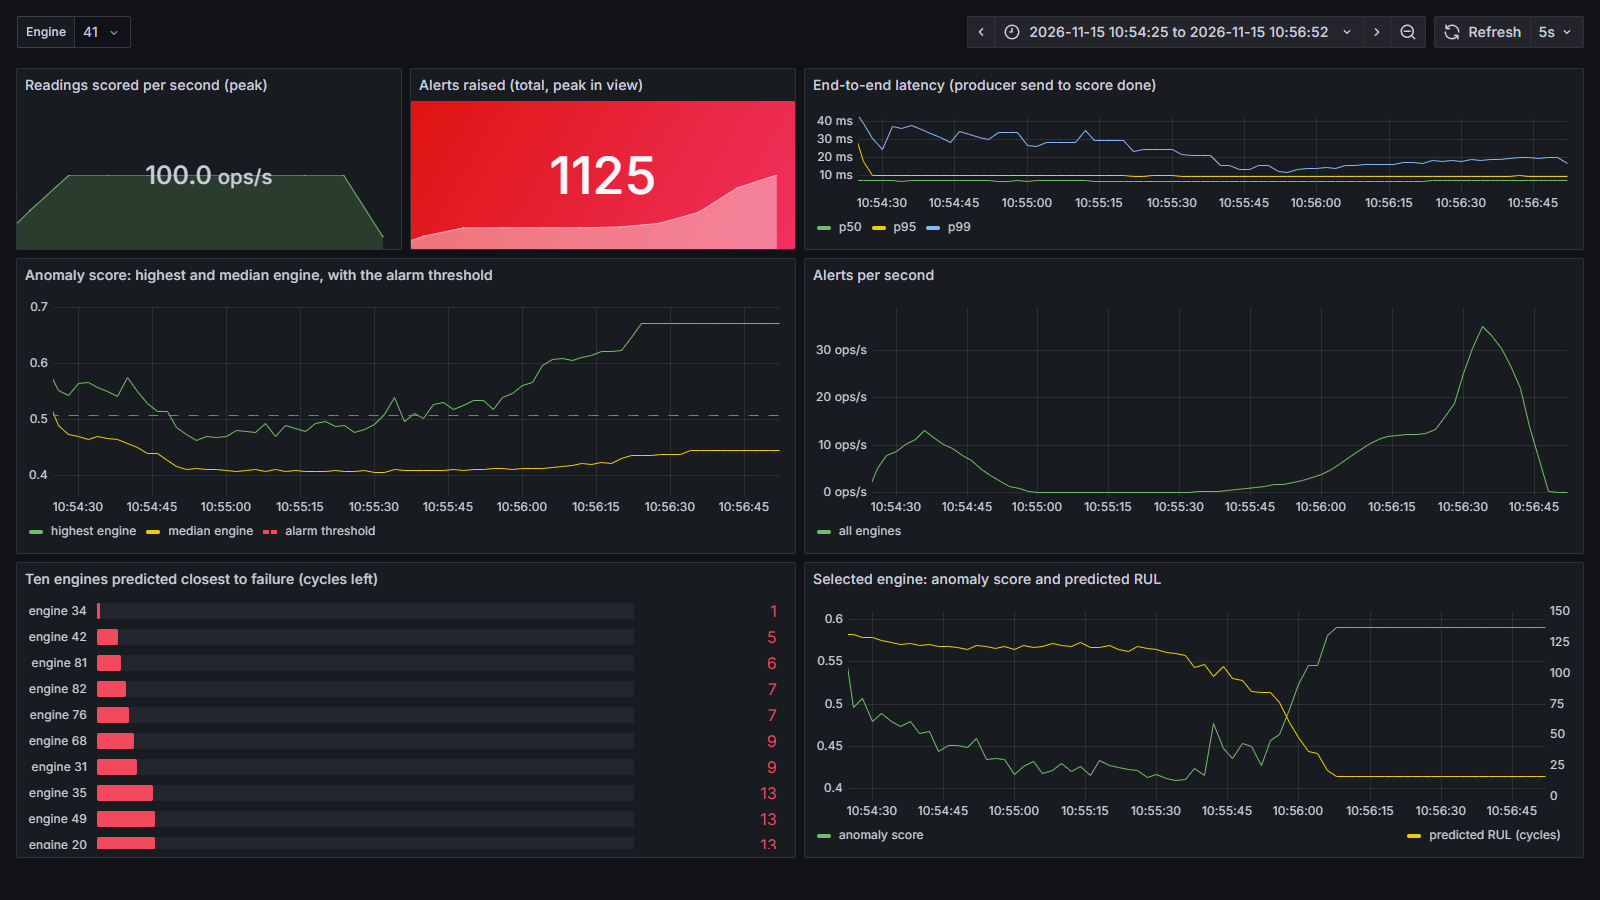 Engine 41
2026-11-15 10:54:25 to 2026-11-15 10:56:52
Refresh 5s
Readings scored per second (peak)
100.0 ops/s
Alerts raised (total, peak in view)
1125
End-to-end latency (producer send to score done)
40 ms
30 ms
20 ms
10 ms
10:54:30 10:54:45 10:55:00 10:55:15 10:55:30 10:55:45 10:56:00 10:56:15 10:56:30 10:56:45
p50 p95 p99
Anomaly score: highest and median engine, with the alarm threshold
0.7
0.6
0.5
0.4
10:54:30 10:54:45 10:55:00 10:55:15 10:55:30 10:55:45 10:56:00 10:56:15 10:56:30 10:56:45
highest engine median engine alarm threshold
Alerts per second
30 ops/s
20 ops/s
10 ops/s
0 ops/s
10:54:30 10:54:45 10:55:00 10:55:15 10:55:30 10:55:45 10:56:00 10:56:15 10:56:30 10:56:45
all engines
Ten engines predicted closest to failure (cycles left)
engine 34 1
engine 42 5
engine 81 6
engine 82 7
engine 76 7
engine 68 9
engine 31 9
engine 35 13
engine 49 13
engine 20 13
Selected engine: anomaly score and predicted RUL
0.6
0.55
0.5
0.45
0.4
150
125
100
75
50
25
0
10:54:30 10:54:45 10:55:00 10:55:15 10:55:30 10:55:45 10:56:00 10:56:15 10:56:30 10:56:45
anomaly score predicted RUL (cycles)